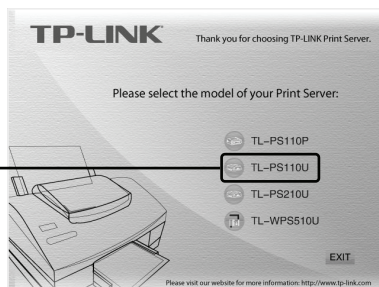 TP-LINK®
Thank you for choosing TP-LINK Print Server.
Please select the model of your Print Server:
TL-PS110P
TL-PS110U
TL-PS210U
TL-WPS510U
EXIT
Please visit our website for more information: http://www.tp-link.com